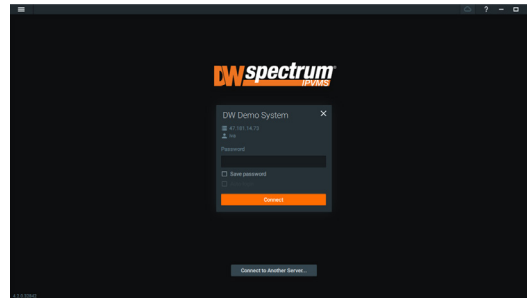 ?
DW spectrum®
IPVMS
DW Demo System
Password
Save password
Connect
Connect to Another Server...